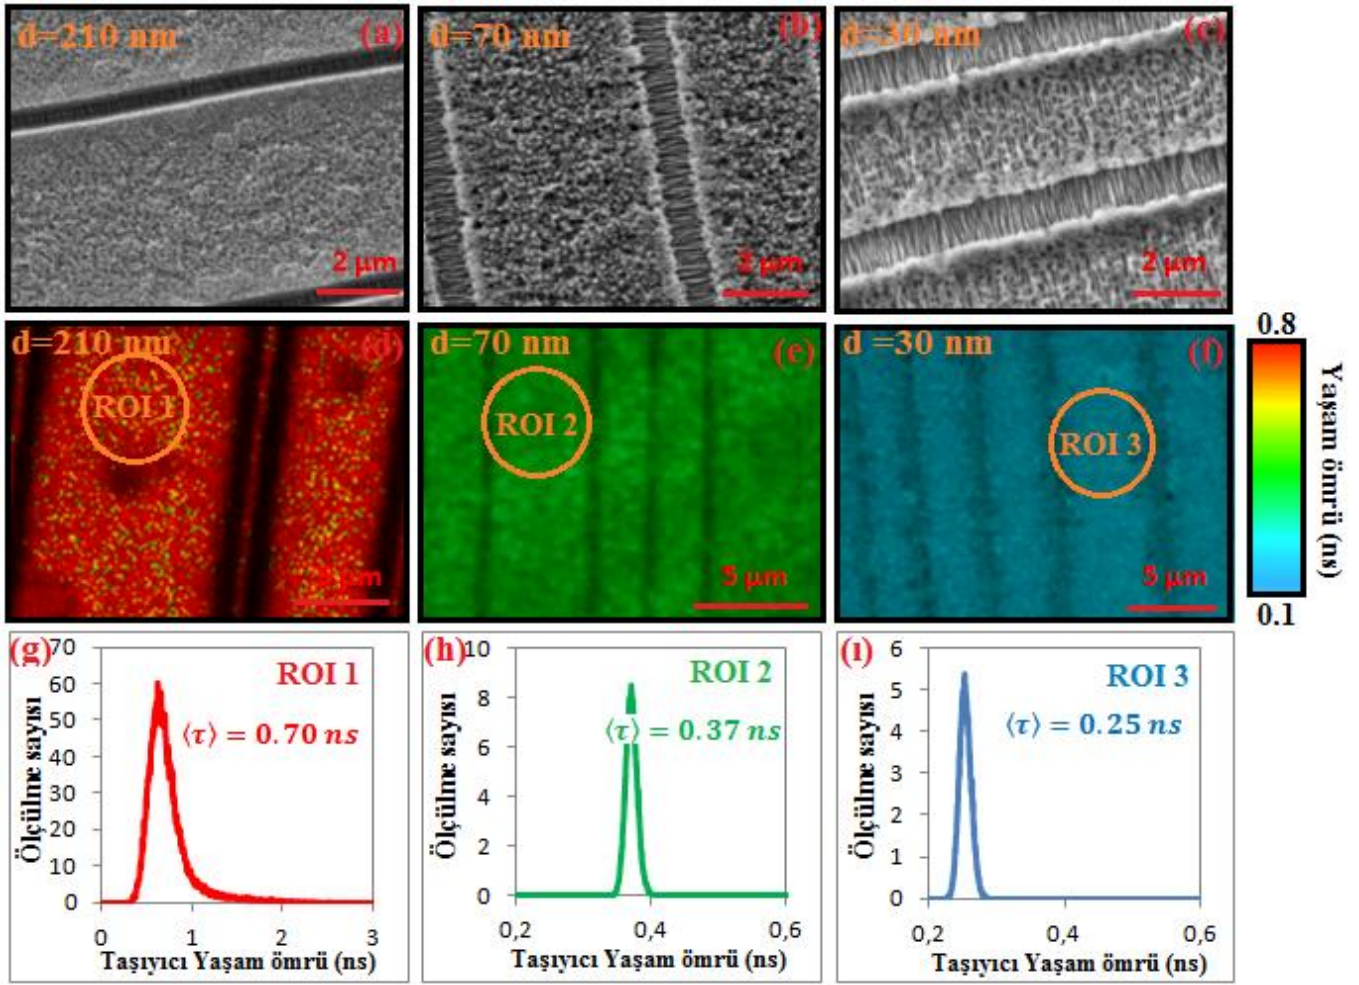 d=210 nm (a)
d=70 nm (b)
d=30 nm (c)
2 μm
2 μm
2 μm
d=210 nm (d)
ROI 1
5 μm
d=70 nm (e)
ROI 2
5 μm
d =30 nm (f)
ROI 3
5 μm
0.8
Yaşam ömrü (ns)
0.1
(g)
ROI 1
⟨τ⟩ = 0.70 ns
Ölçülme sayısı
70
60
50
40
30
20
10
0
0 1 2 3
Taşıyıcı Yaşam ömrü (ns)
(h)
ROI 2
⟨τ⟩ = 0.37 ns
Ölçülme sayısı
10
8
6
4
2
0
0,2 0,4 0,6
Taşıyıcı Yaşam ömrü (ns)
(ı)
ROI 3
⟨τ⟩ = 0.25 ns
Ölçülme sayısı
6
5
4
3
2
1
0
0,2 0,4 0,6
Taşıyıcı Yaşam ömrü (ns)